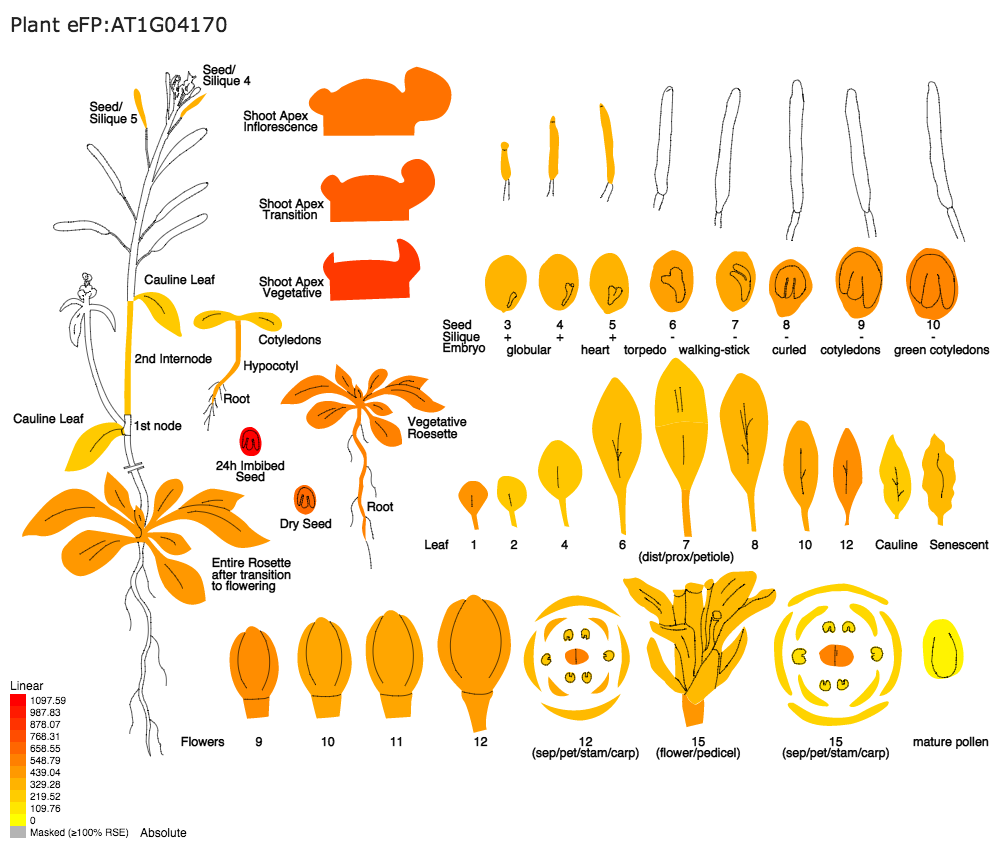 Plant eFP:AT1G04170
Seed/
Silique 4
Seed/
Silique 5
Shoot Apex
Inflorescence
Shoot Apex
Transition
Shoot Apex
Vegetative
Cauline Leaf
Cotyledons
2nd Internode
Hypocotyl
Root
Cauline Leaf
1st node
24h Imbibed
Seed
Dry Seed
Vegetative
Roesette
Root
Entire Rosette
after transition
to flowering
Seed 3 4 5 6 7 8 9 10
Silique + + + - - - - -
Embryo globular heart torpedo walking-stick curled cotyledons green cotyledons
Leaf 1 2 4 6 7 8 10 12 Cauline Senescent
(dist/prox/petiole)
Flowers 9 10 11 12 12 15 15 mature pollen
(sep/pet/stam/carp) (flower/pedicel) (sep/pet/stam/carp)
Linear
1097.59
987.83
878.07
768.31
658.55
548.79
439.04
329.28
219.52
109.76
0
Masked (≥100% RSE) Absolute